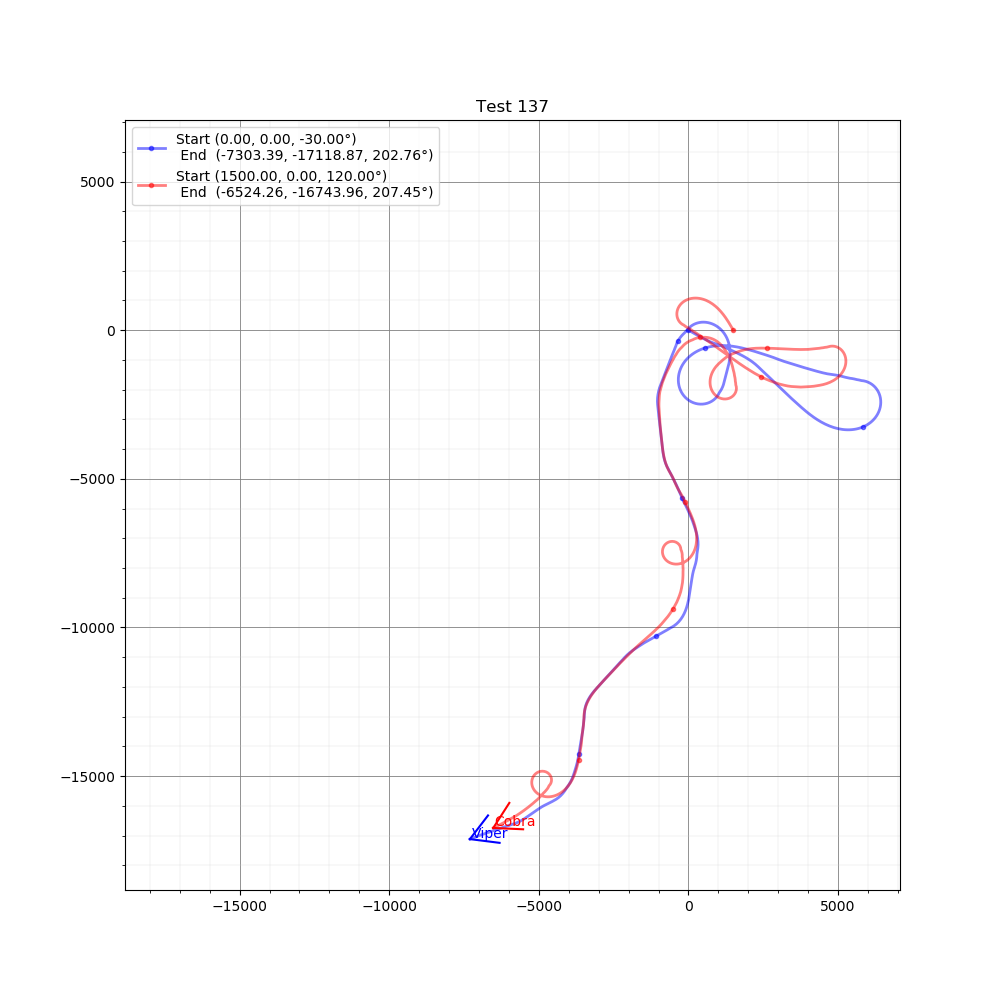 Test 137
Start (0.00, 0.00, -30.00°)
End (-7303.39, -17118.87, 202.76°)
Start (1500.00, 0.00, 120.00°)
End (-6524.26, -16743.96, 207.45°)
5000
0
−5000
−10000
−15000
Cobra
Viper
−15000
−10000
−5000
0
5000